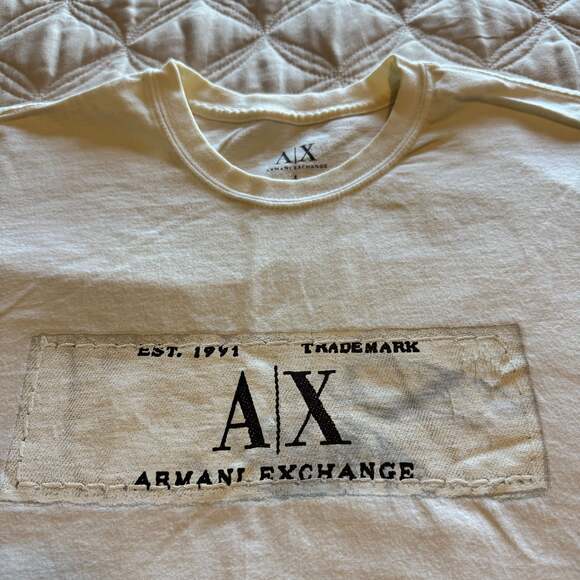 A|X
ARMANI EXCHANGE
EST. 1991 TRADEMARK
A|X
ARMANI EXCHANGE